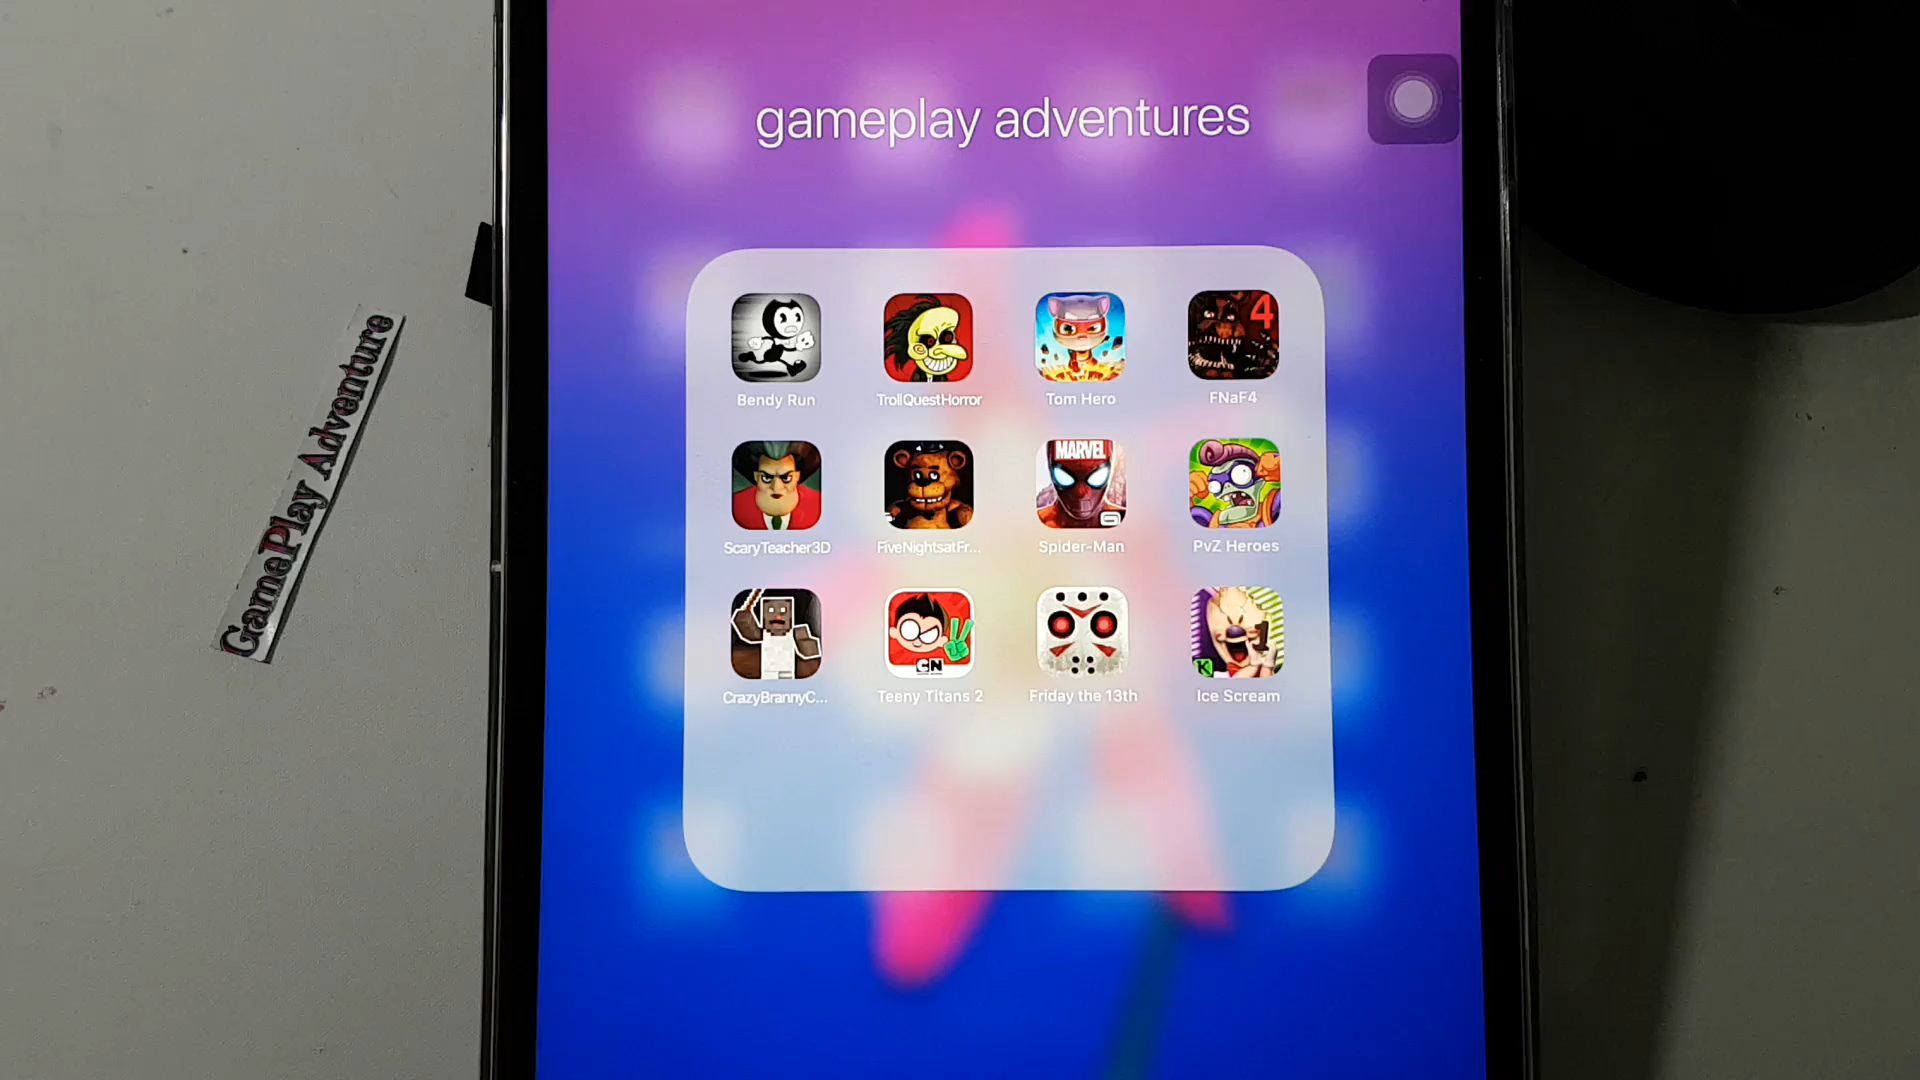 gameplay adventures
GamePlay Adventure
4
Bendy Run
TrollQuestHorror
Tom Hero
FNaF4
MARVEL
ScaryTeacher3D
FiveNightsatFr...
Spider-Man
PvZ Heroes
CN
1
K
CrazyBrannyC...
Teeny Titans 2
Friday the 13th
Ice Scream